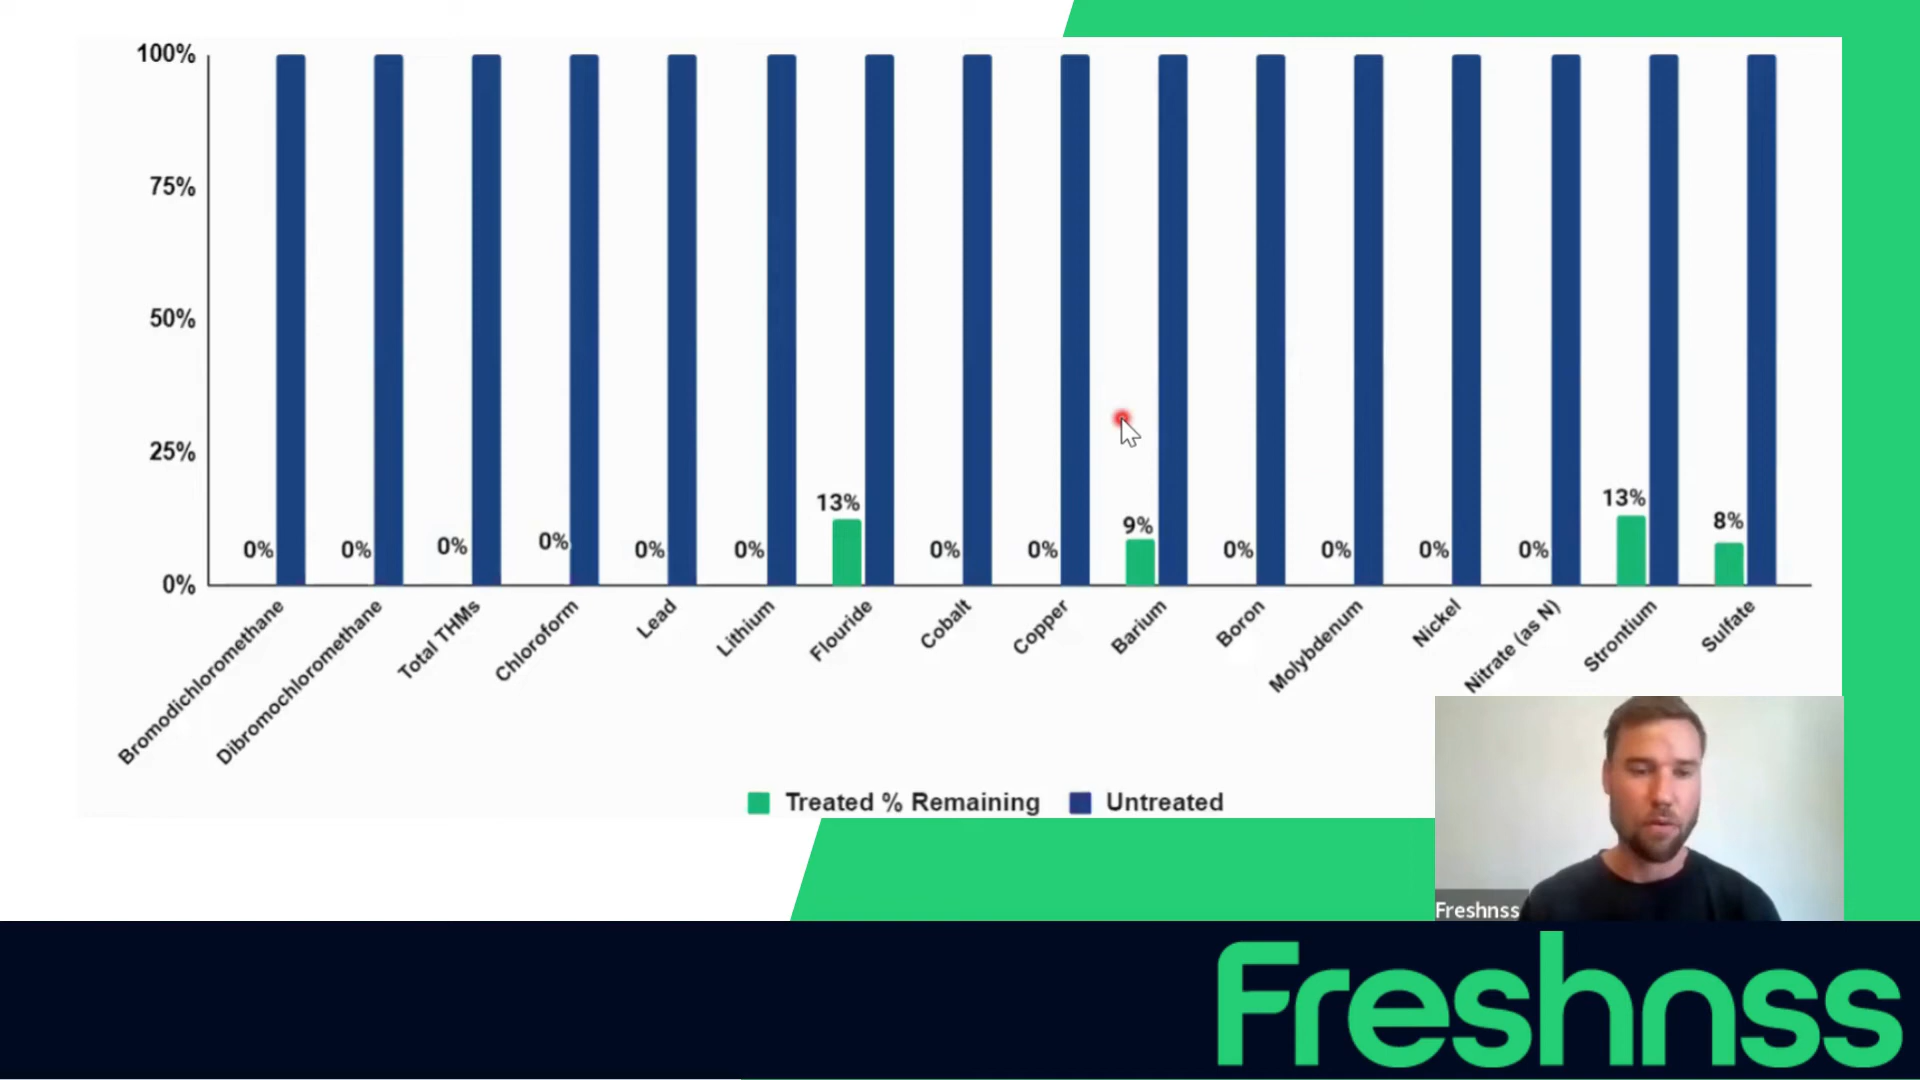 100%
75%
50%
25%
0%
0%
0%
0%
0%
0%
0%
13%
0%
0%
9%
0%
0%
0%
0%
13%
8%
Bromodichloromethane
Dibromochloromethane
Total THMs
Chloroform
Lead
Lithium
Flouride
Cobalt
Copper
Barium
Boron
Molybdenum
Nickel
Nitrate (as N)
Strontium
Sulfate
Treated % Remaining
Untreated
Freshnss
Freshnss